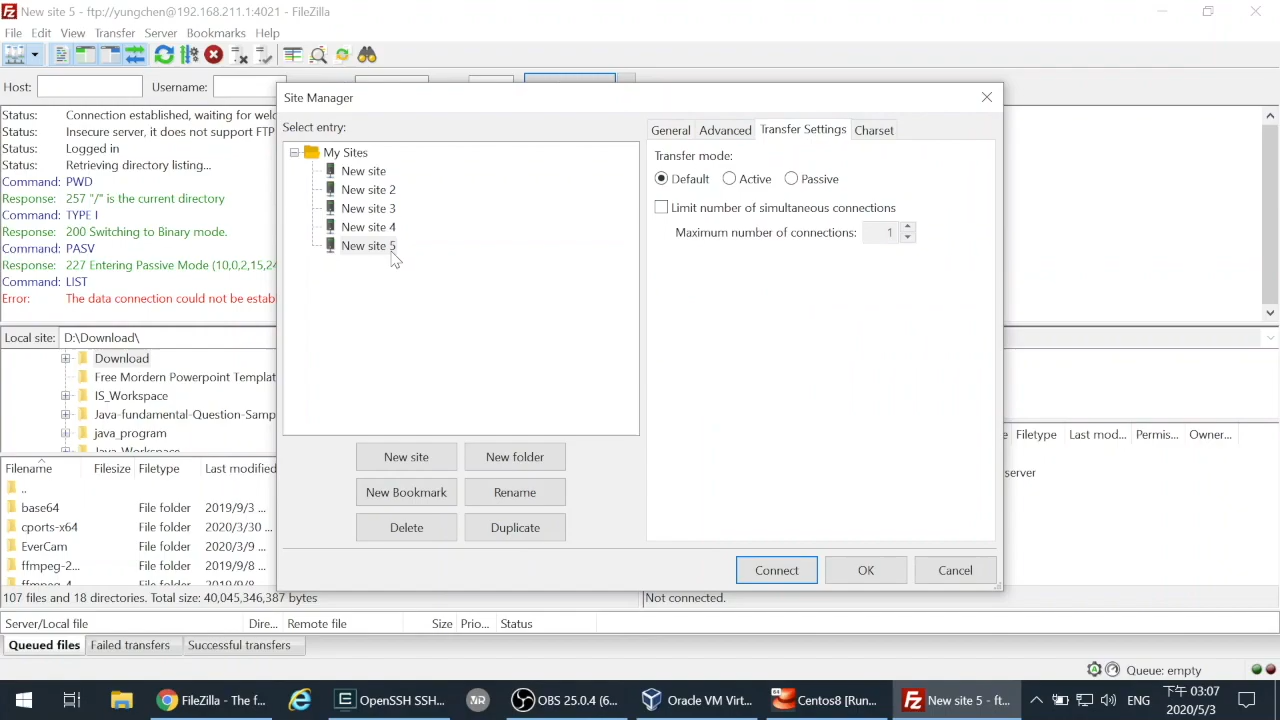 New site 5 - ftp://yungchen@192.168.211.1:4021 - FileZilla
File Edit View Transfer Server Bookmarks Help
Host: Username:
Status: Connection established, waiting for welc
Status: Insecure server, it does not support FTP
Status: Logged in
Status: Retrieving directory listing...
Command: PWD
Response: 257 "/" is the current directory
Command: TYPE I
Response: 200 Switching to Binary mode.
Command: PASV
Response: 227 Entering Passive Mode (10,0,2,15,24
Command: LIST
Error: The data connection could not be estab
Site Manager
Select entry:
My Sites
New site
New site 2
New site 3
New site 4
New site 5
New site New folder
New Bookmark Rename
Delete Duplicate
General Advanced Transfer Settings Charset
Transfer mode:
Default Active Passive
Limit number of simultaneous connections
Maximum number of connections: 1
Connect OK Cancel
Local site: D:\Download\
Download
Free Mordern Powerpoint Templat
IS_Workspace
Java-fundamental-Question-Samp
java_program
Java Workspace
Filename Filesize Filetype Last modified
..
base64 File folder 2019/9/3 ...
cports-x64 File folder 2020/3/30 ...
EverCam File folder 2020/3/9 ...
ffmpeg-2... File folder 2019/9/8 ...
ffmpeg-4 File folder 2019/9/8
107 files and 18 directories. Total size: 40,045,346,387 bytes
e Filetype Last mod... Permis... Owner...
server
Not connected.
Server/Local file Dire... Remote file Size Prio... Status
Queued files Failed transfers Successful transfers
Queue: empty
FileZilla - The f...
OpenSSH SSH...
OBS 25.0.4 (6...
Oracle VM Virt...
Centos8 [Run...
New site 5 - ft...
ENG
下午 03:07
2020/5/3